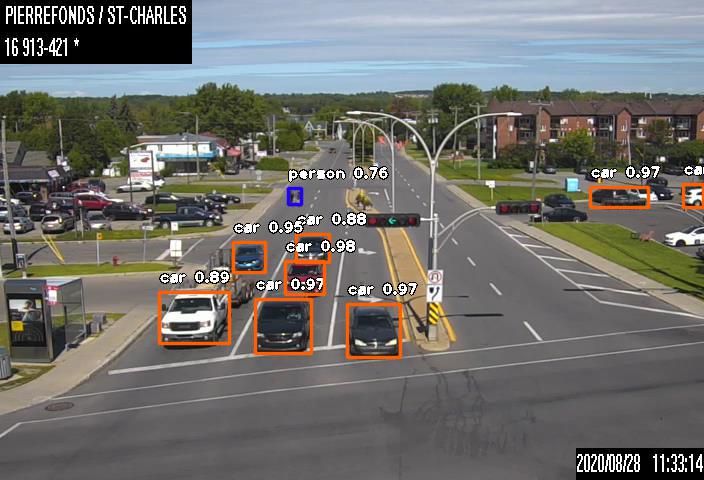 PIERREFONDS / ST-CHARLES
16 913-421 *
person 0.76
car 0.97
car 0.95
car 0.88
car 0.98
car 0.89
car 0.97
car 0.97
2020/08/28 11:33:14